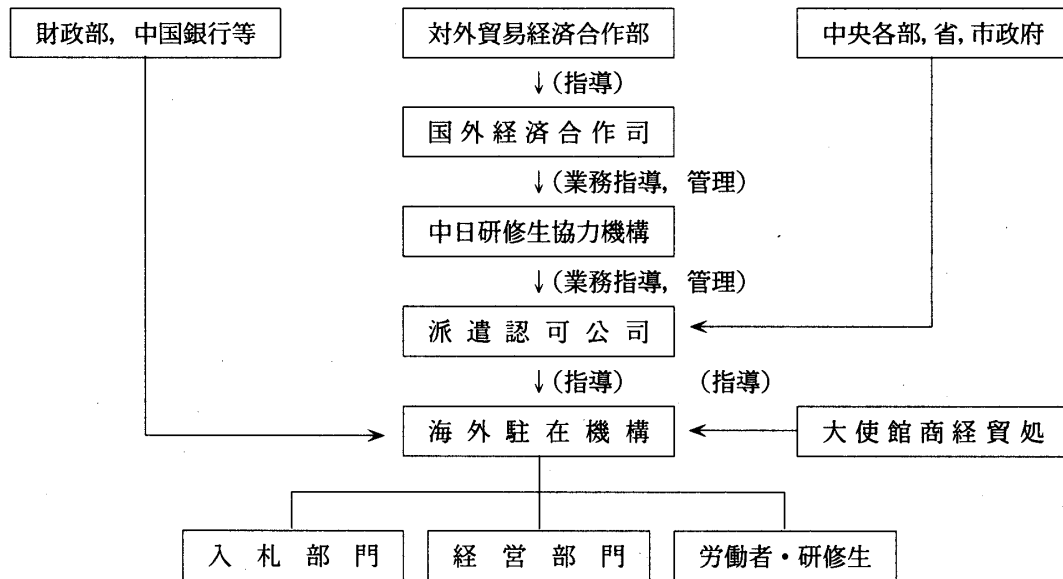 財政部, 中国銀行等
対外貿易経済合作部
中央各部, 省, 市政府
↓(指導)
国外経済合作司
↓(業務指導, 管理)
中日研修生協力機構
↓(業務指導, 管理)
派遣認可公司
↓(指導) (指導)
海外駐在機構
大使館商経貿処
入札部門 経営部門 労働者・研修生